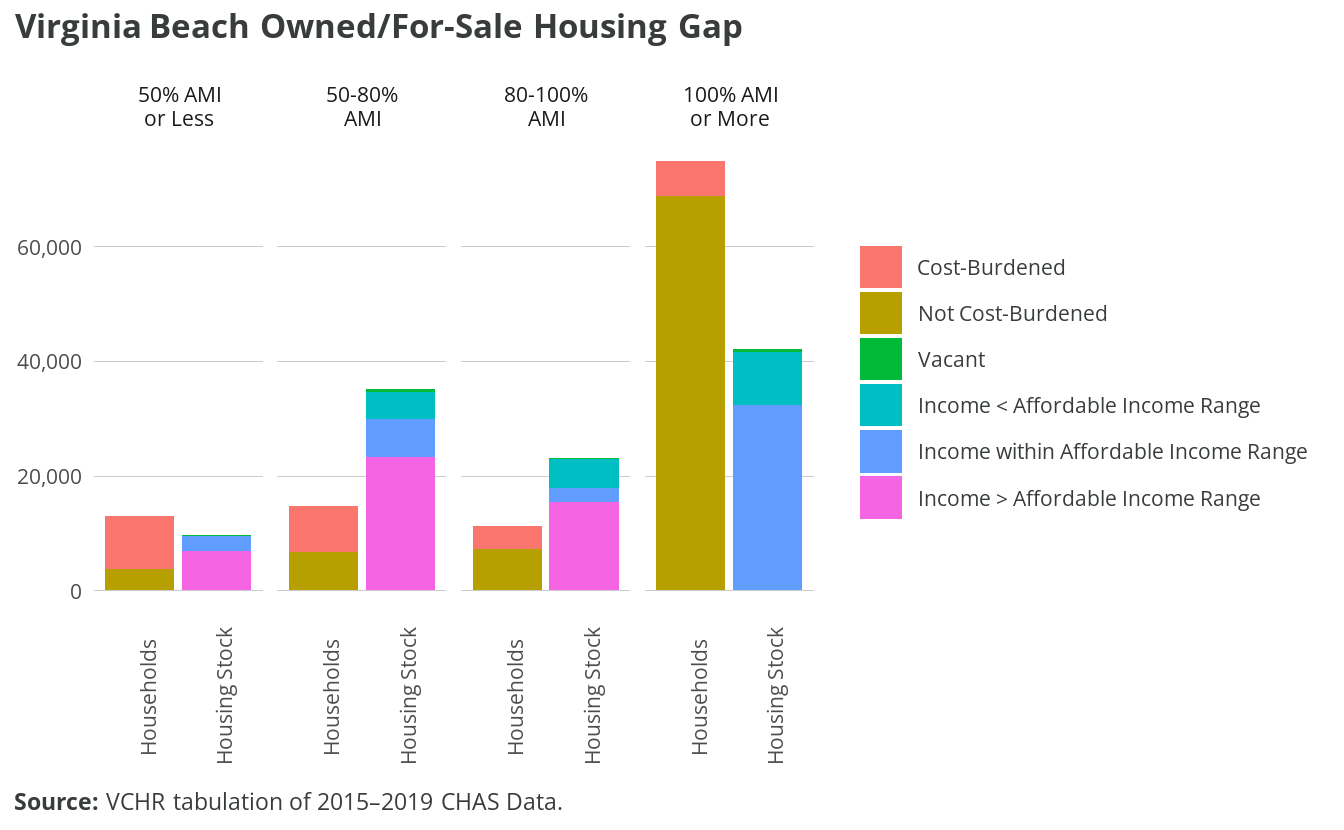 Virginia Beach Owned/For-Sale Housing Gap
50% AMI
or Less
50-80%
AMI
80-100%
AMI
100% AMI
or More
60,000
40,000
20,000
0
Households
Housing Stock
Households
Housing Stock
Households
Housing Stock
Households
Housing Stock
Cost-Burdened
Not Cost-Burdened
Vacant
Income < Affordable Income Range
Income within Affordable Income Range
Income > Affordable Income Range
Source: VCHR tabulation of 2015–2019 CHAS Data.